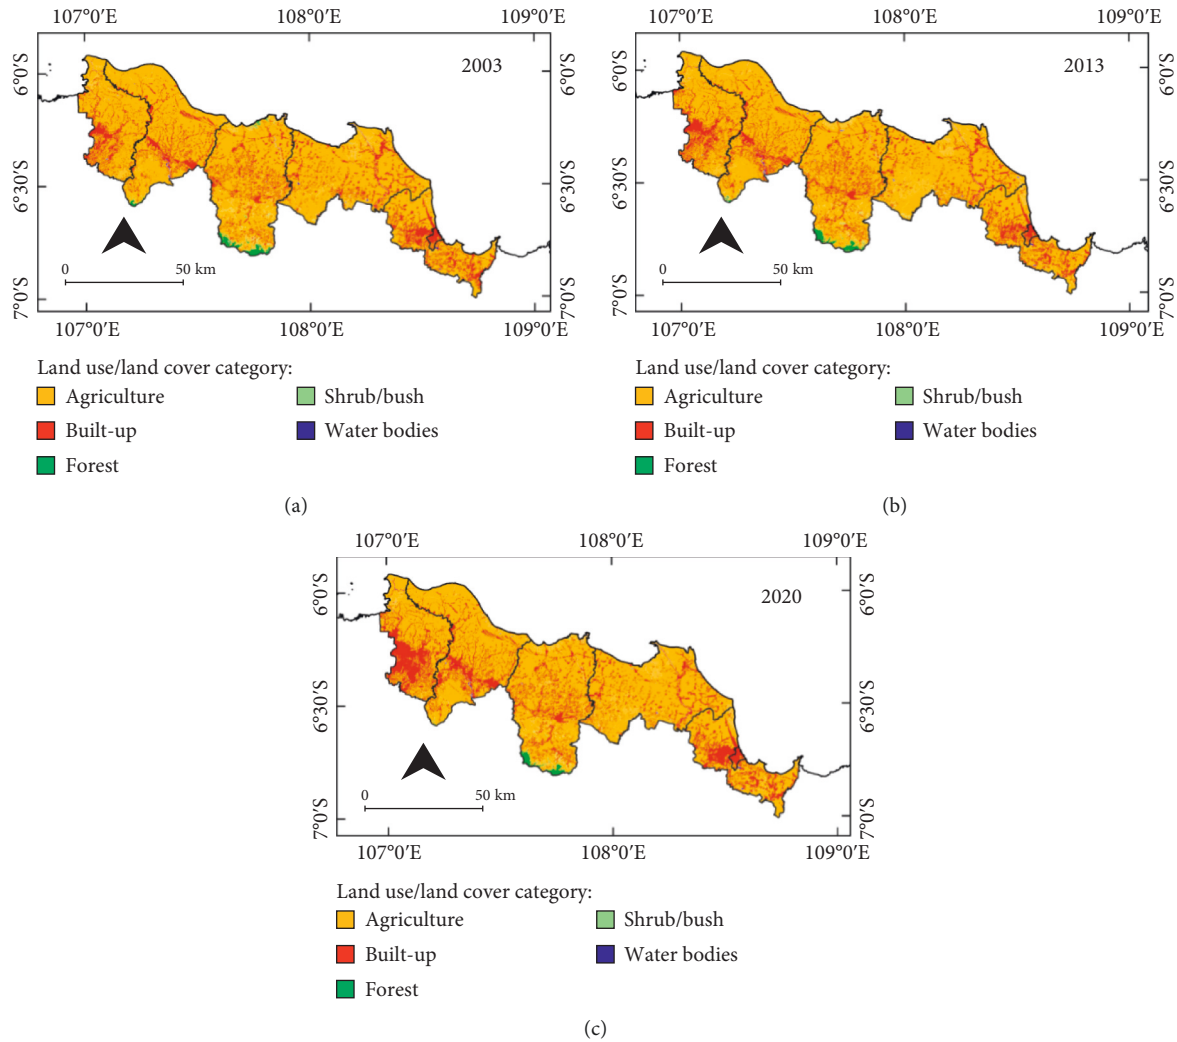 107°0′E 108°0′E 109°0′E
6°0′S 6°0′S
2003
6°30′S 6°30′S
0 50 km
7°0′S 7°0′S
107°0′E 108°0′E 109°0′E
Land use/land cover category:
Agriculture Shrub/bush
Built-up Water bodies
Forest
(a)
107°0′E 108°0′E 109°0′E
6°0′S 6°0′S
2013
6°30′S 6°30′S
0 50 km
7°0′S 7°0′S
107°0′E 108°0′E 109°0′E
Land use/land cover category:
Agriculture Shrub/bush
Built-up Water bodies
Forest
(b)
107°0′E 108°0′E 109°0′E
6°0′S 6°0′S
2020
6°30′S 6°30′S
0 50 km
7°0′S 7°0′S
107°0′E 108°0′E 109°0′E
Land use/land cover category:
Agriculture Shrub/bush
Built-up Water bodies
Forest
(c)